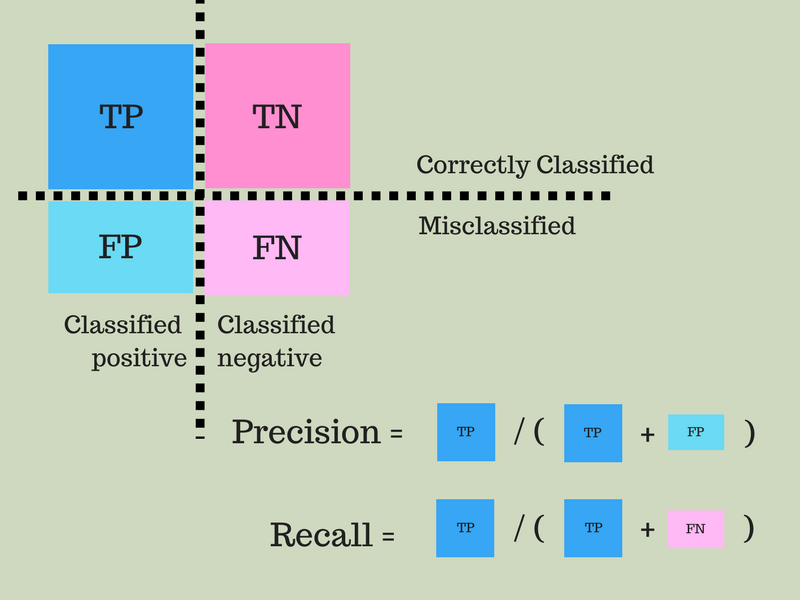 TP TN
Correctly Classified
Misclassified
FP FN
Classified Classified
positive negative
Precision = TP / ( TP + FP )
Recall = TP / ( TP + FN )